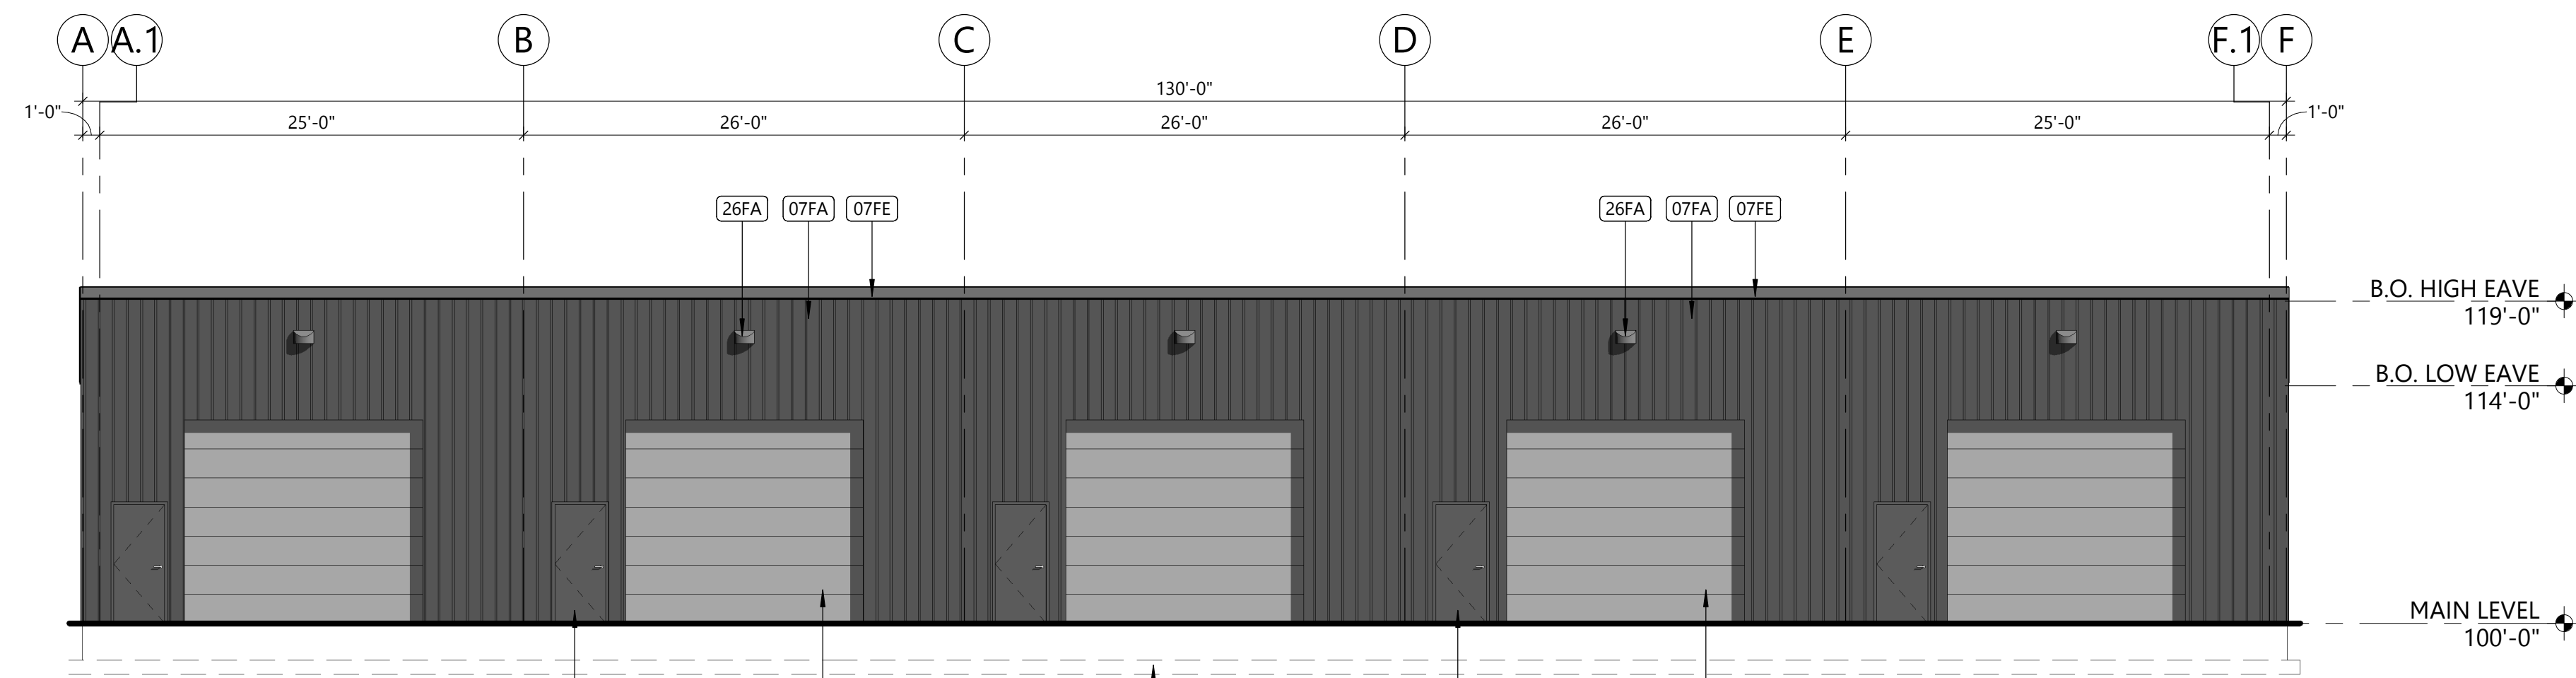 A A.1 B C D E F.1 F
130'-0"
1'-0" 25'-0" 26'-0" 26'-0" 26'-0" 25'-0" 1'-0"
26FA 07FA 07FE 26FA 07FA 07FE
B.O. HIGH EAVE
119'-0"
B.O. LOW EAVE
114'-0"
MAIN LEVEL
100'-0"